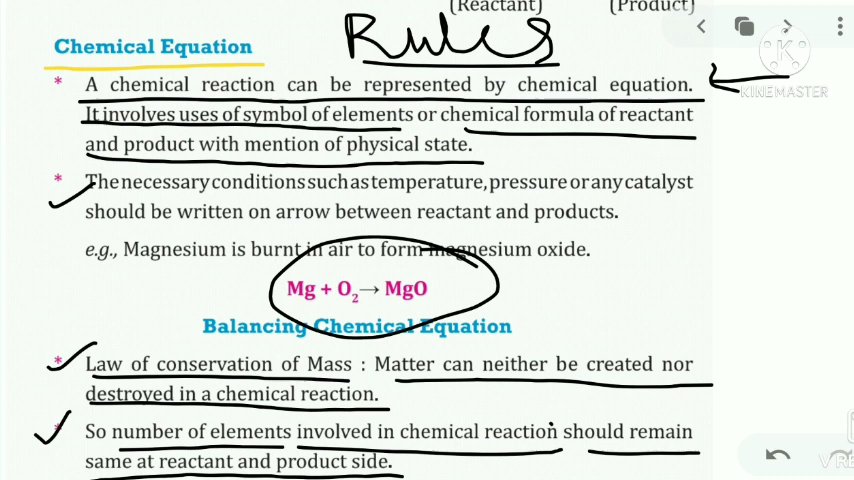 (Reactant) (Product)
Rules
Chemical Equation
K
KINEMASTER
* A chemical reaction can be represented by chemical equation.
It involves uses of symbol of elements or chemical formula of reactant
and product with mention of physical state.
* The necessary conditions such as temperature, pressure or any catalyst
should be written on arrow between reactant and products.
e.g., Magnesium is burnt in air to form magnesium oxide.
Mg + O₂ → MgO
Balancing Chemical Equation
* Law of conservation of Mass : Matter can neither be created nor
destroyed in a chemical reaction.
* So number of elements involved in chemical reaction should remain
same at reactant and product side.